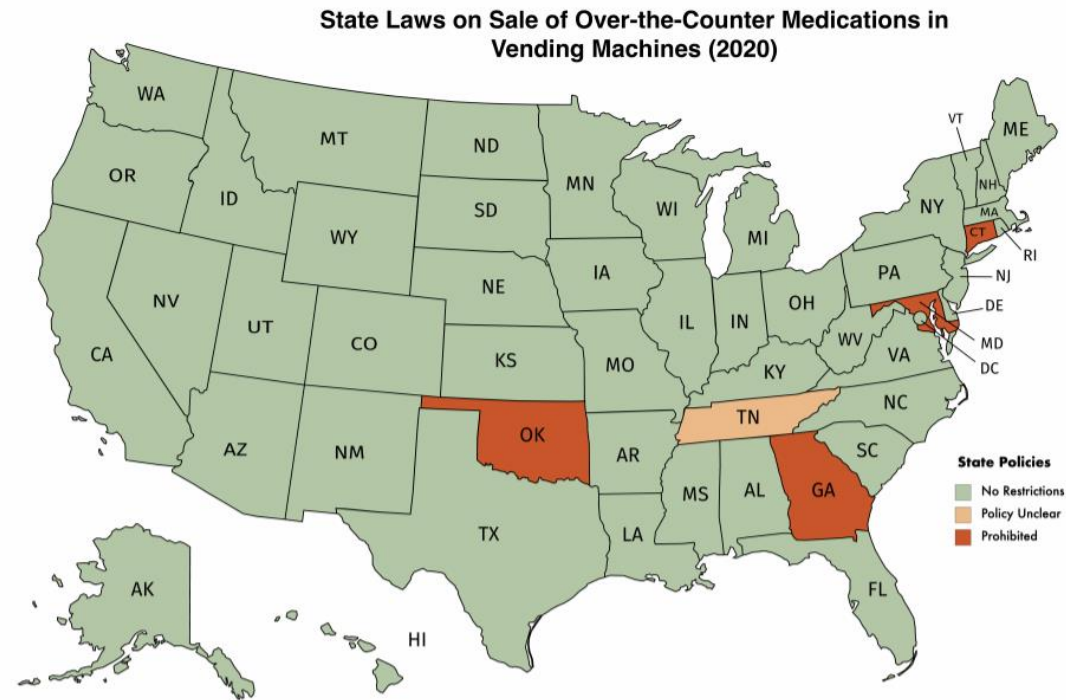 State Laws on Sale of Over-the-Counter Medications in
Vending Machines (2020)
WA
MT
ND
MN
VT
ME
OR
ID
SD
WI
NH
NY
MA
WY
MI
CT
RI
IA
PA
NJ
NE
NV
OH
DE
UT
IL
IN
CO
WV
MD
CA
KS
MO
VA
DC
KY
NC
TN
OK
AZ
NM
AR
SC
MS
AL
GA
TX
LA
State Policies
No Restrictions
Policy Unclear
Prohibited
AK
FL
HI